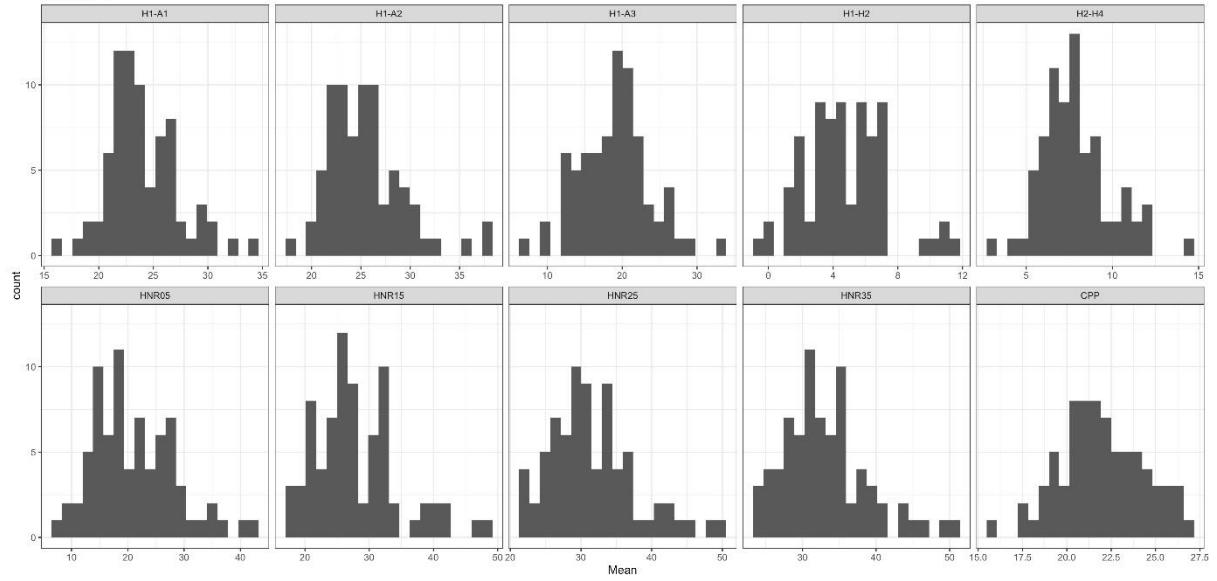 H1-A1 H1-A2 H1-A3 H1-H2 H2-H4
10
5
0
15 20 25 30 35 20 25 30 35 10 20 30 0 4 8 12 5 10 15
count
HNR05 HNR15 HNR25 HNR35 CPP
10
5
0
10 20 30 40 20 30 40 50 20 30 40 50 30 40 50 15.0 17.5 20.0 22.5 25.0 27.5
Mean